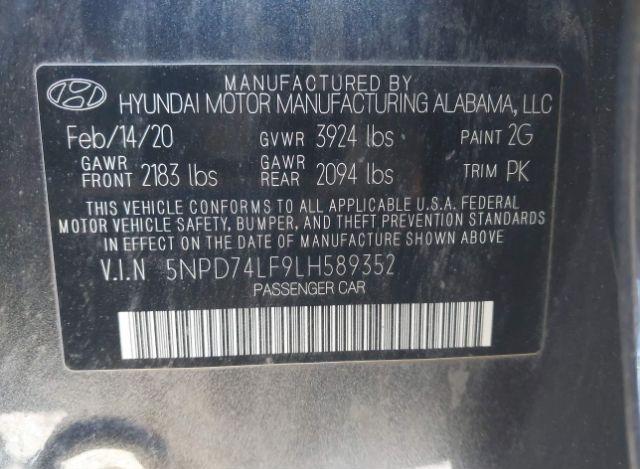 MANUFACTURED BY
HYUNDAI MOTOR MANUFACTURING ALABAMA, LLC
Feb/14/20 GVWR 3924 lbs PAINT 2G
GAWR FRONT 2183 lbs GAWR REAR 2094 lbs TRIM PK
THIS VEHICLE CONFORMS TO ALL APPLICABLE U.S.A. FEDERAL
MOTOR VEHICLE SAFETY, BUMPER, AND THEFT PREVENTION STANDARDS
IN EFFECT ON THE DATE OF MANUFACTURE SHOWN ABOVE
V.I.N 5NPD74LF9LH589352
PASSENGER CAR